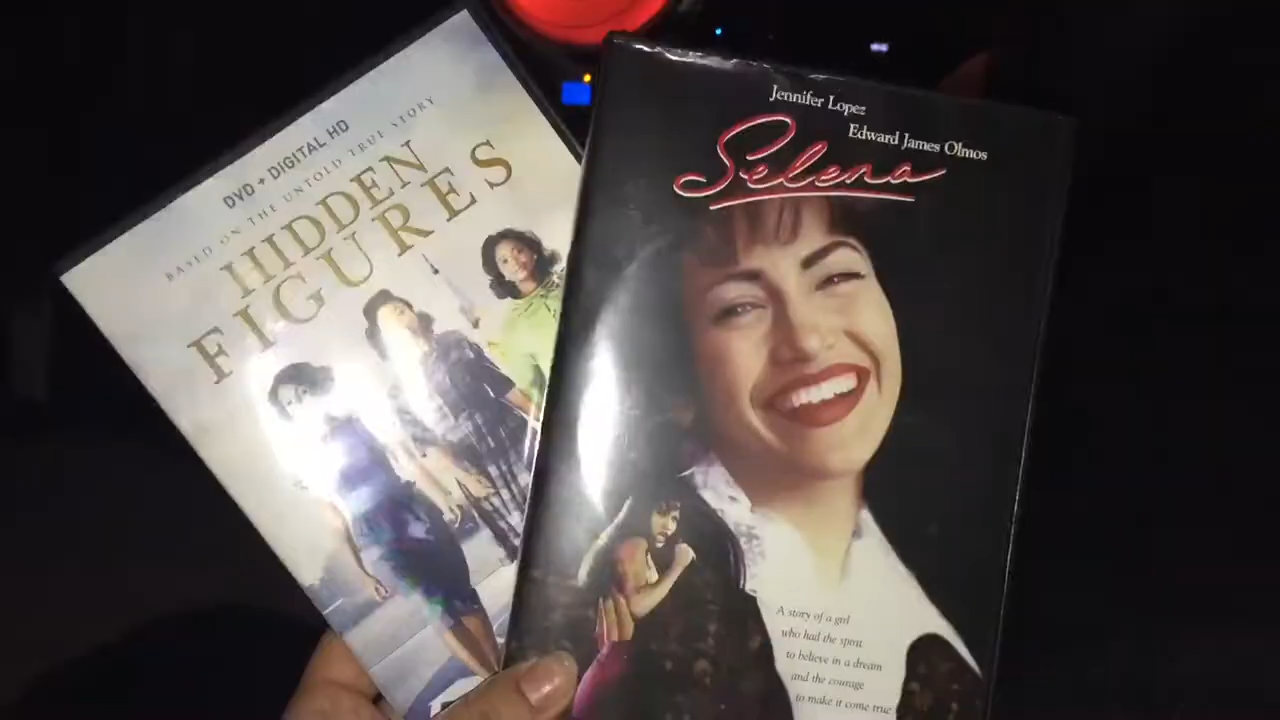 DVD + DIGITAL HD
BASED ON THE UNTOLD TRUE STORY
HIDDEN
FIGURES
Jennifer Lopez
Edward James Olmos
Selena
A story of a girl
who had the spirit
to believe in a dream
and the courage
to make it come true